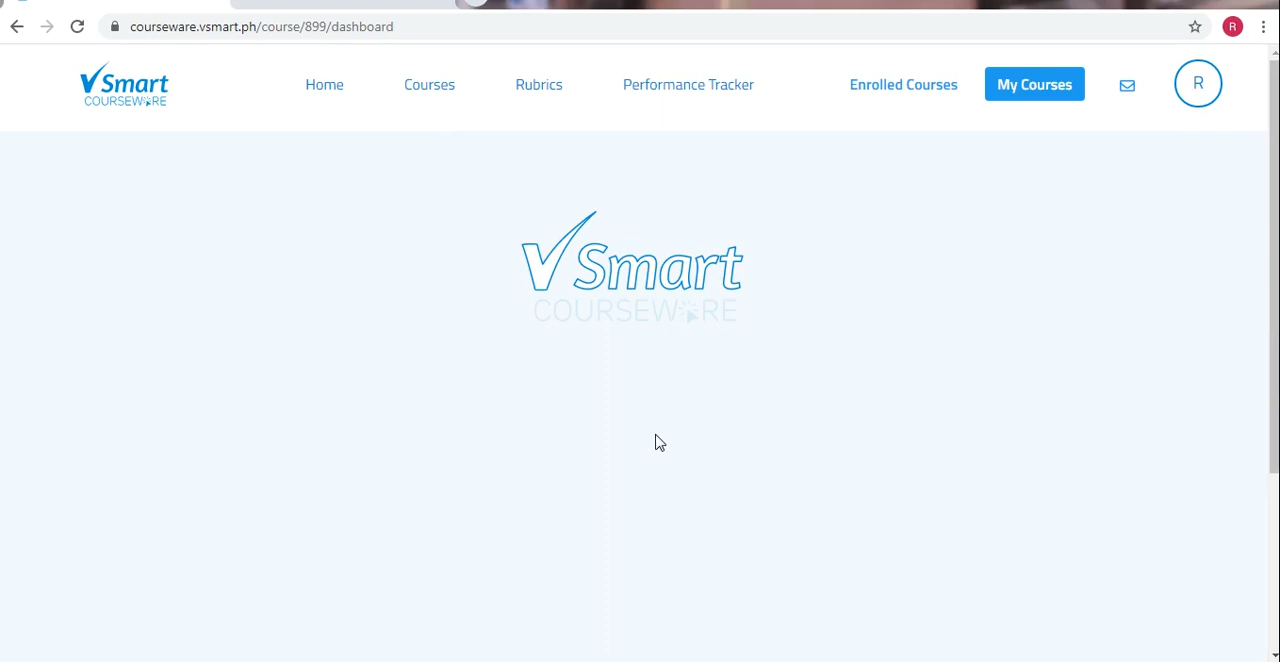 courseware.vsmart.ph/course/899/dashboard
R
VSmart
COURSEWARE
Home
Courses
Rubrics
Performance Tracker
Enrolled Courses
My Courses
R
VSmart
COURSEWARE